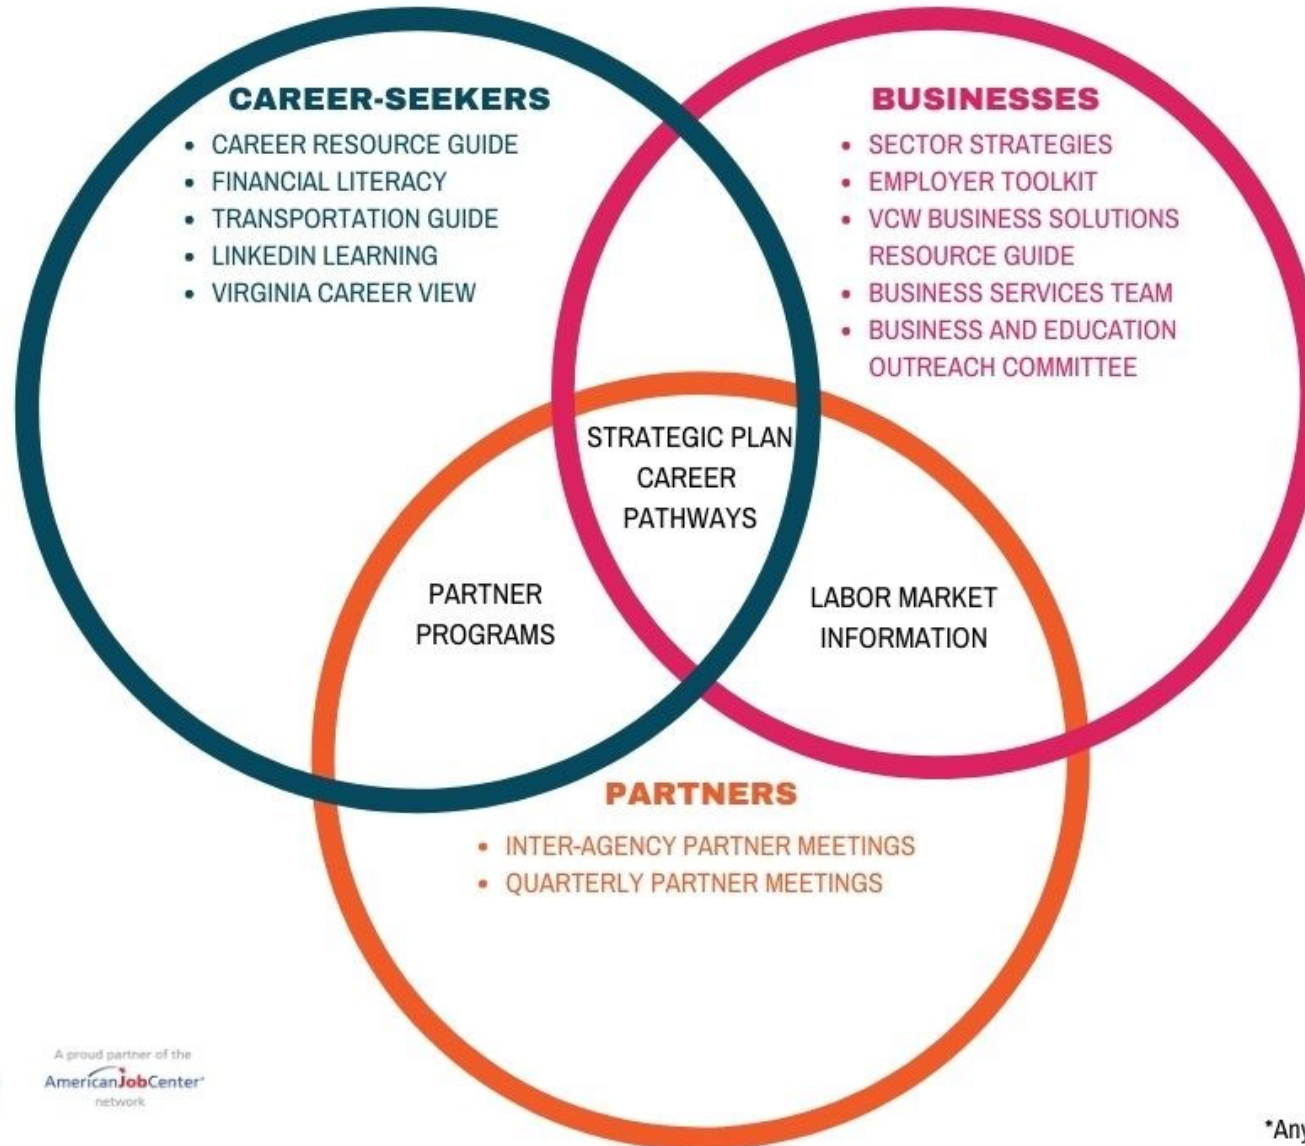 CAREER-SEEKERS
• CAREER RESOURCE GUIDE
• FINANCIAL LITERACY
• TRANSPORTATION GUIDE
• LINKEDIN LEARNING
• VIRGINIA CAREER VIEW
BUSINESSES
• SECTOR STRATEGIES
• EMPLOYER TOOLKIT
• VCW BUSINESS SOLUTIONS
RESOURCE GUIDE
• BUSINESS SERVICES TEAM
• BUSINESS AND EDUCATION
OUTREACH COMMITTEE
STRATEGIC PLAN
CAREER
PATHWAYS
PARTNER
PROGRAMS
LABOR MARKET
INFORMATION
PARTNERS
• INTER-AGENCY PARTNER MEETINGS
• QUARTERLY PARTNER MEETINGS
A proud partner of the
AmericanJobCenter
network
*Any